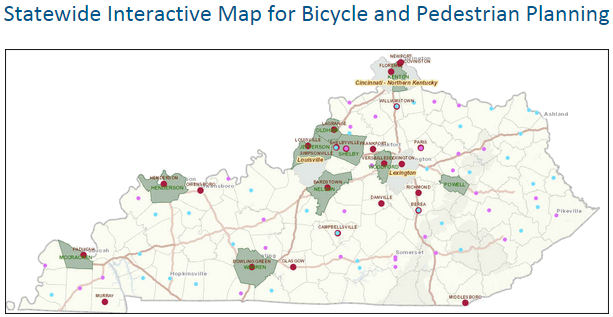 Statewide Interactive Map for Bicycle and Pedestrian Planning
NEWPORT
COVINGTON
FLORENCE
KENTON
Cincinnati - Northern Kentucky
WILLIAMSTOWN
Ashland
LAGRANGE
OLDHAM
LOUISVILLE
SHELBYVILLE
JEFFERSON
FRANKFORT
PARIS
SIMPSONVILLE
SHELBY
Louisville
VERSAILLES
LEXINGTON
Lexington
HENDERSON
HENDERSON
OWENSBORO
BARDSTOWN
NELSON
RICHMOND
POWELL
DANVILLE
BEREA
Pikeville
CAMPBELLSVILLE
PADUCAH
MCCRACKEN
Somerset
BOWLING GREEN
WARREN
GLASGOW
Hopkinsville
MURRAY
MIDDLESBORO